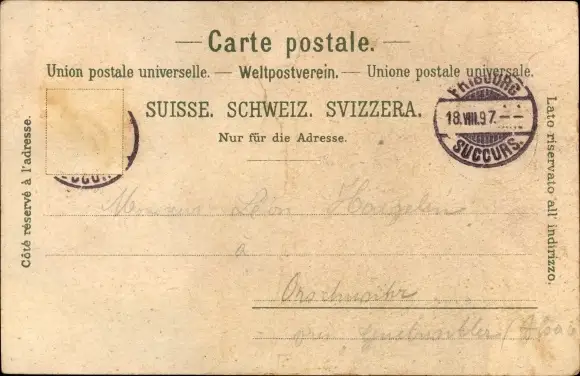 — Carte postale. —
Union postale universelle. — Weltpostverein. — Unione postale universale.
SUISSE. SCHWEIZ. SVIZZERA.
Nur für die Adresse.
Côté réservé à l'adresse.
Lato riservato all' indirizzo.
FRIBOURG
18.VIII.97.
SUCCURS.
Monsieur Léon
à